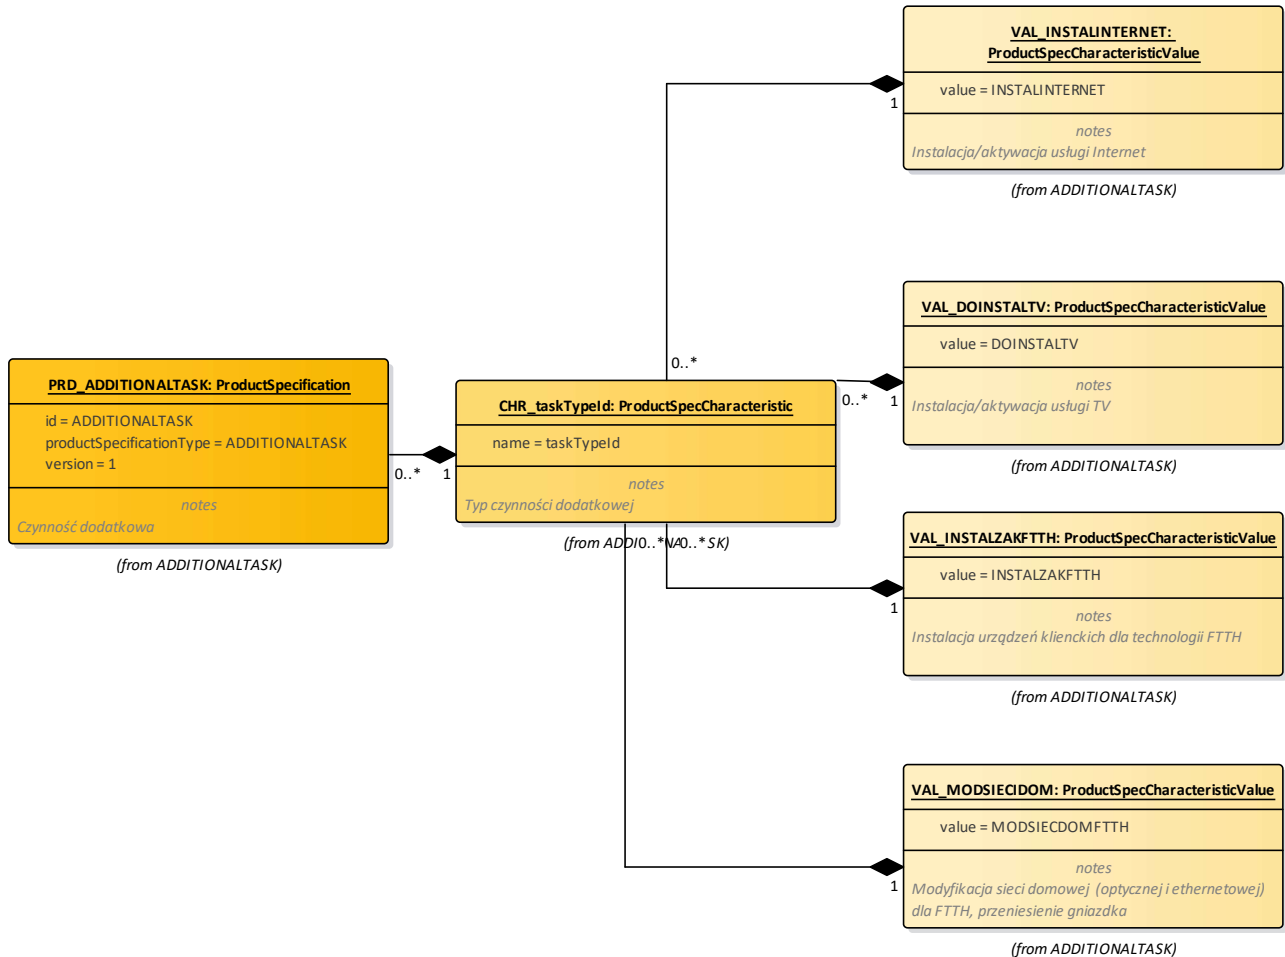 VAL_INSTALINTERNET:
ProductSpecCharacteristicValue
value = INSTALINTERNET
1
notes
Instalacja/aktywacja usługi Internet
(from ADDITIONALTASK)
VAL_DOINSTALTV: ProductSpecCharacteristicValue
value = DOINSTALTV
0..*
0..*
1
notes
Instalacja/aktywacja usługi TV
(from ADDITIONALTASK)
PRD_ADDITIONALTASK: ProductSpecification
id = ADDITIONALTASK
productSpecificationType = ADDITIONALTASK
version = 1
0..*
1
notes
Czynność dodatkowa
(from ADDITIONALTASK)
CHR_taskTypeId: ProductSpecCharacteristic
name = taskTypeId
notes
Typ czynności dodatkowej
(from ADDI0..*NA0..*SK)
VAL_INSTALZAKFTTH: ProductSpecCharacteristicValue
value = INSTALZAKFTTH
1
notes
Instalacja urządzeń klienckich dla technologii FTTH
(from ADDITIONALTASK)
VAL_MODSIECIDOM: ProductSpecCharacteristicValue
value = MODSIECDOMFTTH
1
notes
Modyfikacja sieci domowej (optycznej i ethernetowej)
dla FTTH, przeniesienie gniazdka
(from ADDITIONALTASK)